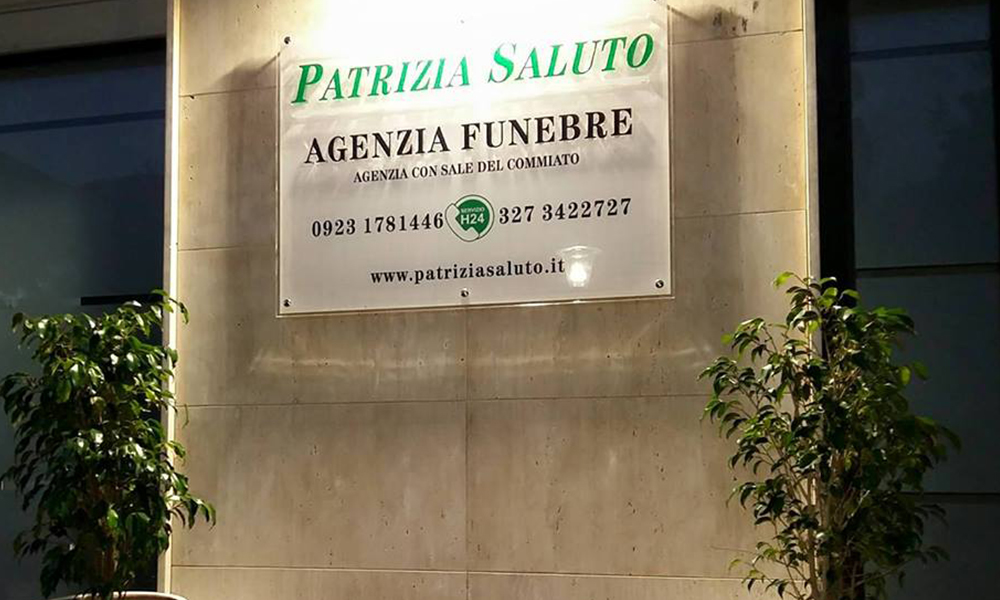 PATRIZIA SALUTO
AGENZIA FUNEBRE
AGENZIA CON SALE DEL COMMIATO
0923 1781446 SERVIZIO H24 327 3422727
www.patriziasaluto.it